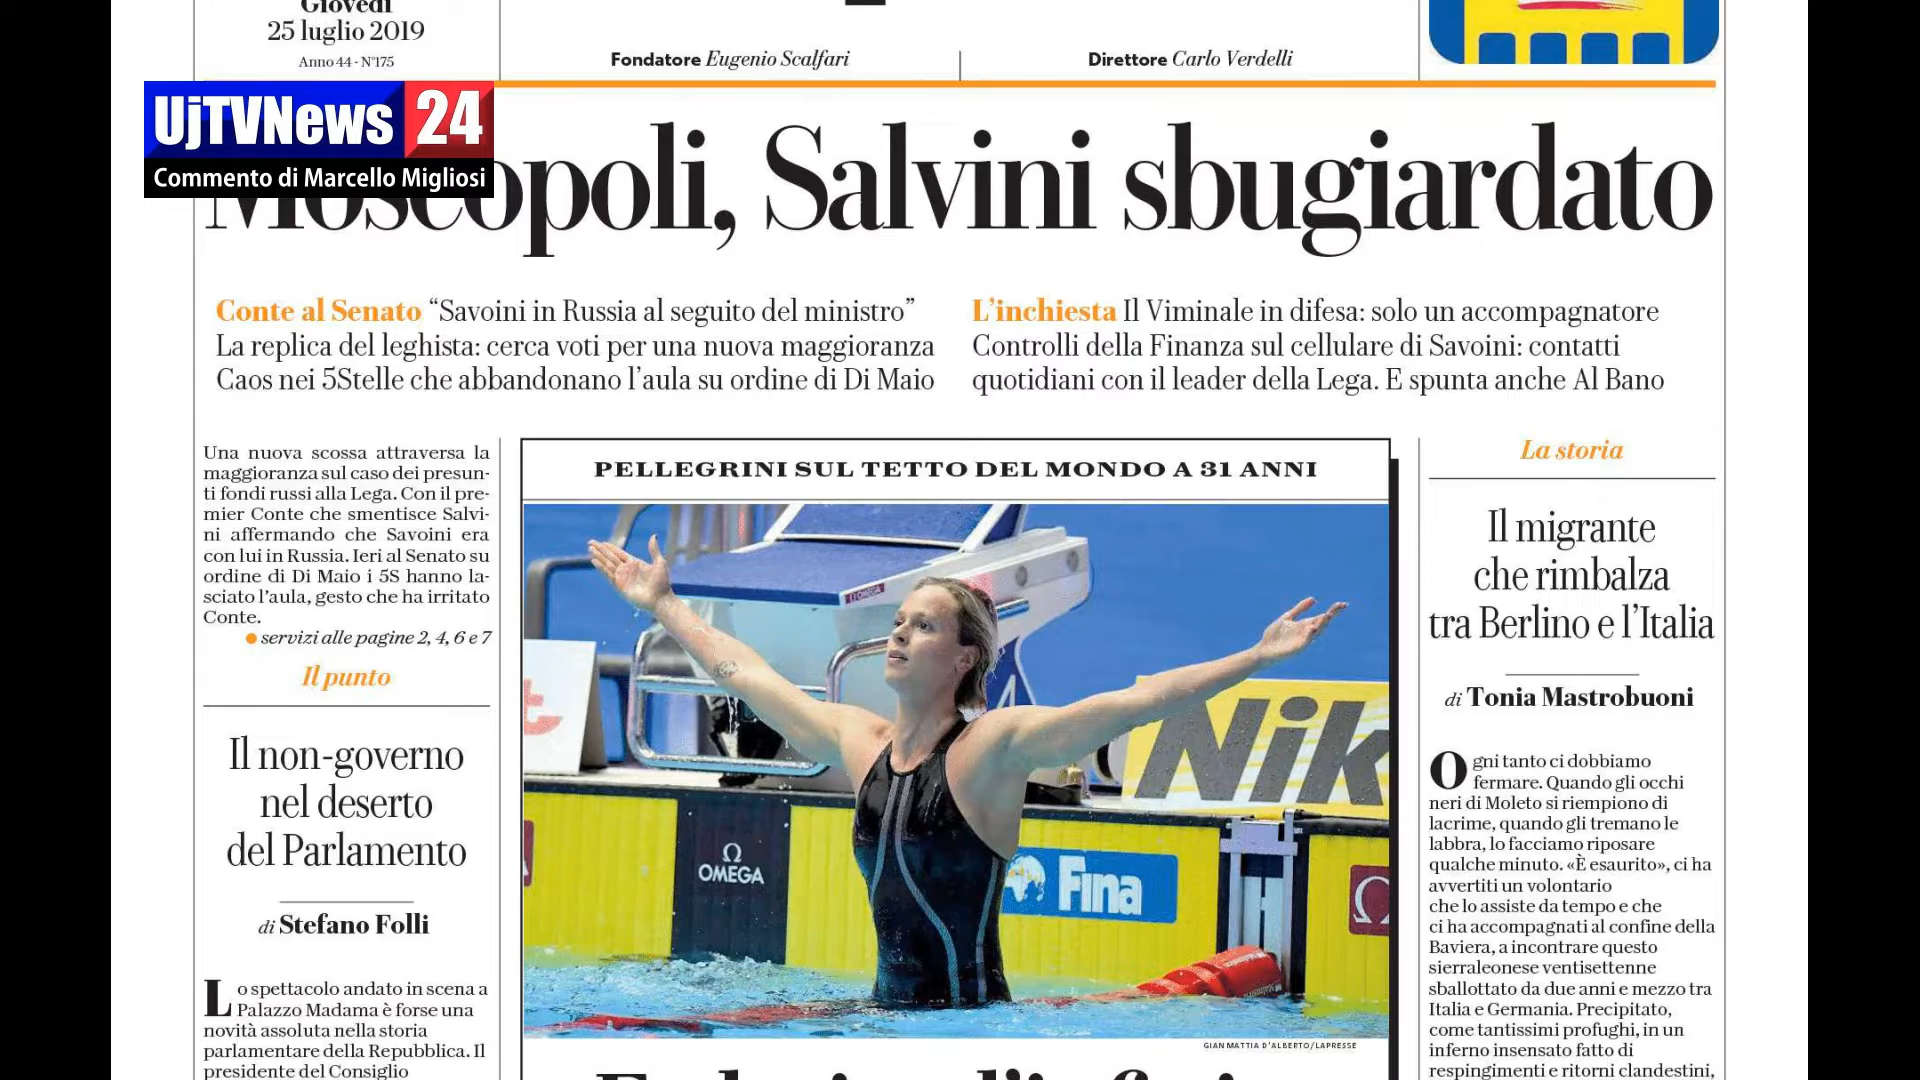 Giovedì
25 luglio 2019
Anno 44 - N°175
Fondatore Eugenio Scalfari
Direttore Carlo Verdelli
UjTVNews 24
Commento di Marcello Migliosi
Moscopoli, Salvini sbugiardato
Conte al Senato “Savoini in Russia al seguito del ministro”
La replica del leghista: cerca voti per una nuova maggioranza
Caos nei 5Stelle che abbandonano l’aula su ordine di Di Maio
L’inchiesta Il Viminale in difesa: solo un accompagnatore
Controlli della Finanza sul cellulare di Savoini: contatti
quotidiani con il leader della Lega. E spunta anche Al Bano
Una nuova scossa attraversa la
maggioranza sul caso dei presun-
ti fondi russi alla Lega. Con il pre-
mier Conte che smentisce Salvi-
ni affermando che Savoini era
con lui in Russia. Ieri al Senato su
ordine di Di Maio i 5S hanno la-
sciato l’aula, gesto che ha irritato
Conte.
● servizi alle pagine 2, 4, 6 e 7
Il punto
Il non-governo
nel deserto
del Parlamento
di Stefano Folli
Lo spettacolo andato in scena a
Palazzo Madama è forse una
novità assoluta nella storia
parlamentare della Repubblica. Il
presidente del Consiglio
PELLEGRINI SUL TETTO DEL MONDO A 31 ANNI
Ω OMEGA
Nik
Ω
OMEGA
Fina
Ω
GIAN MATTIA D’ALBERTO/LAPRESSE
La storia
Il migrante
che rimbalza
tra Berlino e l’Italia
di Tonia Mastrobuoni
Ogni tanto ci dobbiamo
fermare. Quando gli occhi
neri di Moleto si riempiono di
lacrime, quando gli tremano le
labbra, lo facciamo riposare
qualche minuto. «È esaurito», ci ha
avvertiti un volontario
che lo assiste da tempo e che
ci ha accompagnati al confine della
Baviera, a incontrare questo
sierraleonese ventisettenne
sballottato da due anni e mezzo tra
Italia e Germania. Precipitato,
come tantissimi profughi, in un
inferno insensato fatto di
respingimenti e ritorni clandestini,